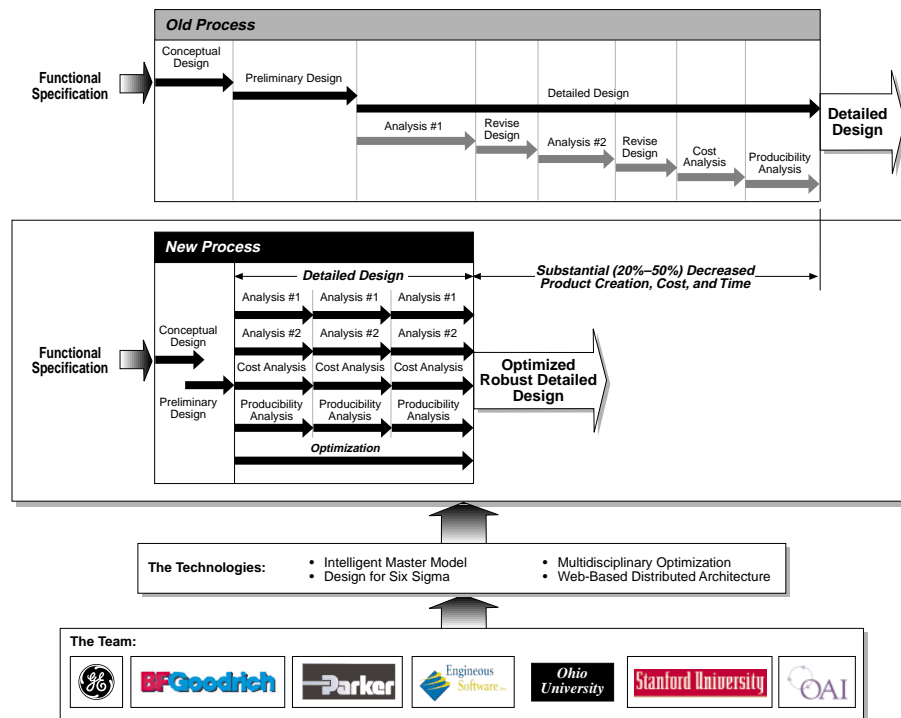 Old Process
Conceptual
Design
Functional
Specification
Preliminary Design
Detailed Design
Detailed
Design
Analysis #1
Revise
Design
Analysis #2
Revise
Design
Cost
Analysis
Producibility
Analysis
New Process
Detailed Design
Substantial (20%–50%) Decreased
Product Creation, Cost, and Time
Analysis #1 Analysis #1 Analysis #1
Conceptual
Design
Analysis #2 Analysis #2 Analysis #2
Functional
Specification
Cost Analysis Cost Analysis Cost Analysis
Preliminary
Design
Producibility Producibility Producibility
Analysis Analysis Analysis
Optimization
Optimized
Robust Detailed
Design
The Technologies:
• Intelligent Master Model
• Design for Six Sigma
• Multidisciplinary Optimization
• Web-Based Distributed Architecture
The Team:
GE
BFGoodrich
Parker
Engineous
Software
Ohio
University
Stanford University
OAI